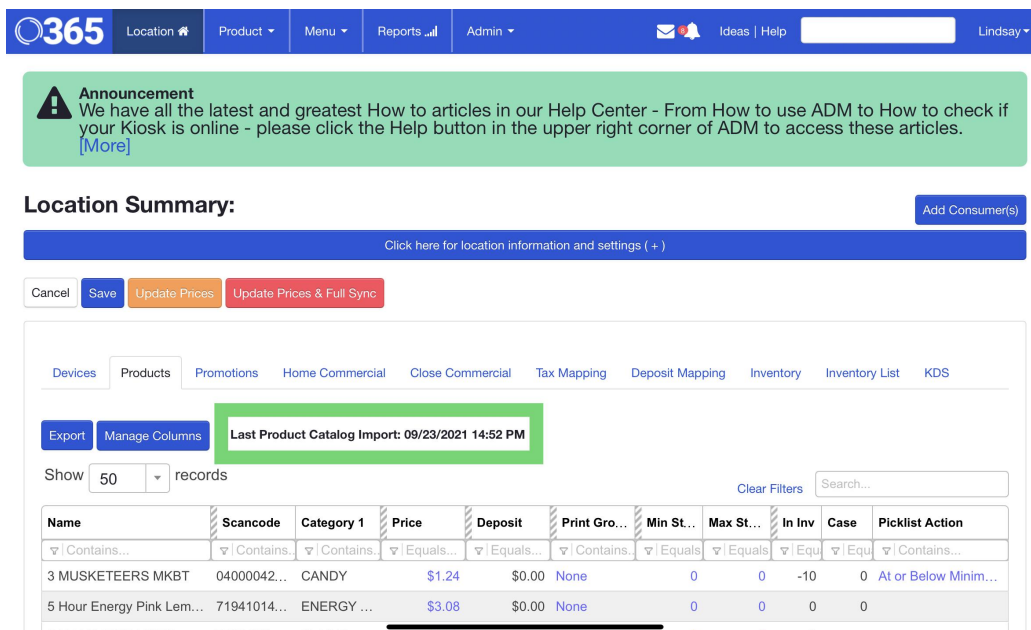 365 Location Product Menu Reports Admin 6 Ideas | Help Lindsay
Announcement
We have all the latest and greatest How to articles in our Help Center - From How to use ADM to How to check if
your Kiosk is online - please click the Help button in the upper right corner of ADM to access these articles.
[More]
Location Summary:
Add Consumer(s)
Click here for location information and settings ( + )
Cancel Save Update Prices Update Prices & Full Sync
Devices Products Promotions Home Commercial Close Commercial Tax Mapping Deposit Mapping Inventory Inventory List KDS
Export Manage Columns Last Product Catalog Import: 09/23/2021 14:52 PM
Show 50 records
Clear Filters Search...
Name Scancode Category 1 Price Deposit Print Gro... Min St... Max St... In Inv Case Picklist Action
Contains... Contains.. Contains.. Equals... Equals... Contains.. Equals Equals Equ Equ Contains...
3 MUSKETEERS MKBT 04000042... CANDY $1.24 $0.00 None 0 0 -10 0 At or Below Minim...
5 Hour Energy Pink Lem... 71941014... ENERGY ... $3.08 $0.00 None 0 0 0 0